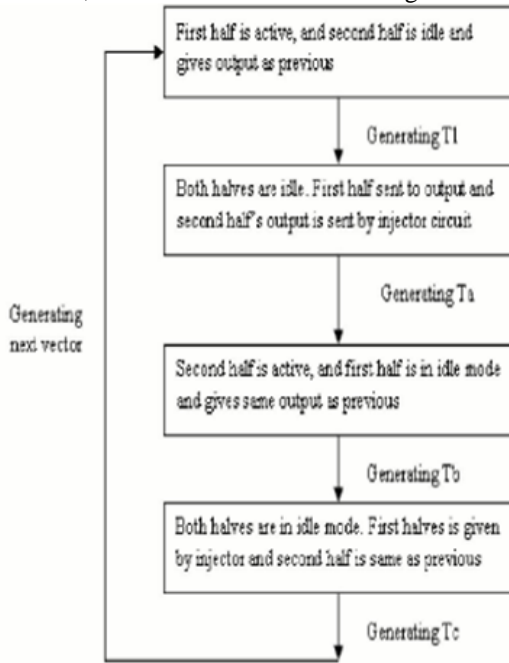 First half is active, and second half is idle and
gives output as previous
Generating T1
Both halves are idle. First half sent to output and
second half's output is sent by injector circuit
Generating Ta
Generating
next vector
Second half is active, and first half is in idle mode
and gives same output as previous
Generating Tb
Both halves are in idle mode. First halves is given
by injector and second half is same as previous
Generating Tc